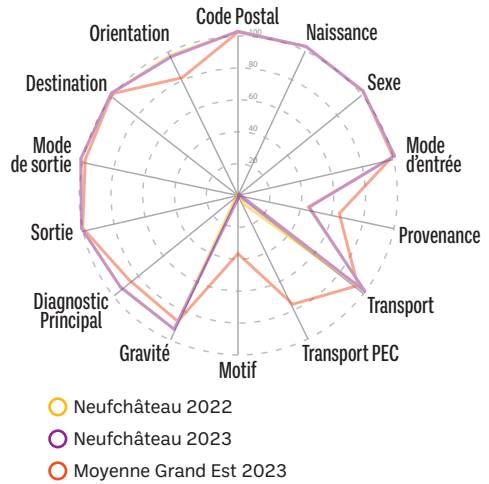 Code Postal
Naissance
Sexe
Mode
d'entrée
Provenance
Transport
Transport PEC
Motif
Gravité
Diagnostic
Principal
Sortie
Mode
de sortie
Destination
Orientation
100
80
60
40
20
Neufchâteau 2022
Neufchâteau 2023
Moyenne Grand Est 2023